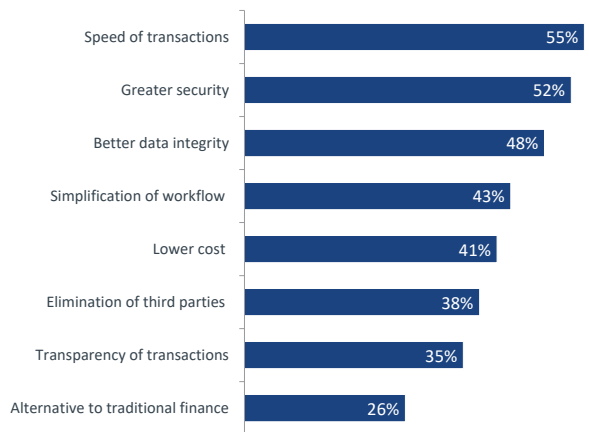 Speed of transactions 55%
Greater security 52%
Better data integrity 48%
Simplification of workflow 43%
Lower cost 41%
Elimination of third parties 38%
Transparency of transactions 35%
Alternative to traditional finance 26%